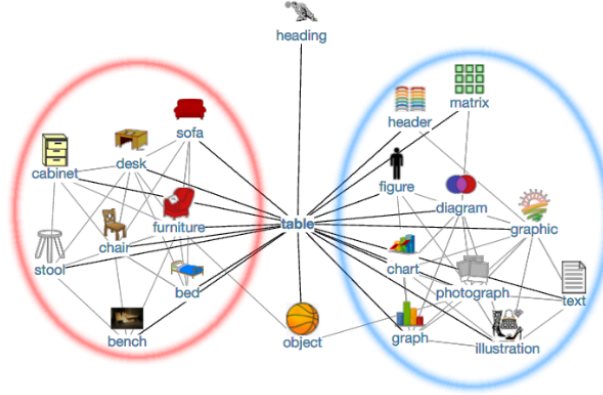 heading
sofa
header
matrix
cabinet
desk
figure
diagram
furniture
table
graphic
chair
stool
chart
bed
photograph
text
bench
object
graph
illustration